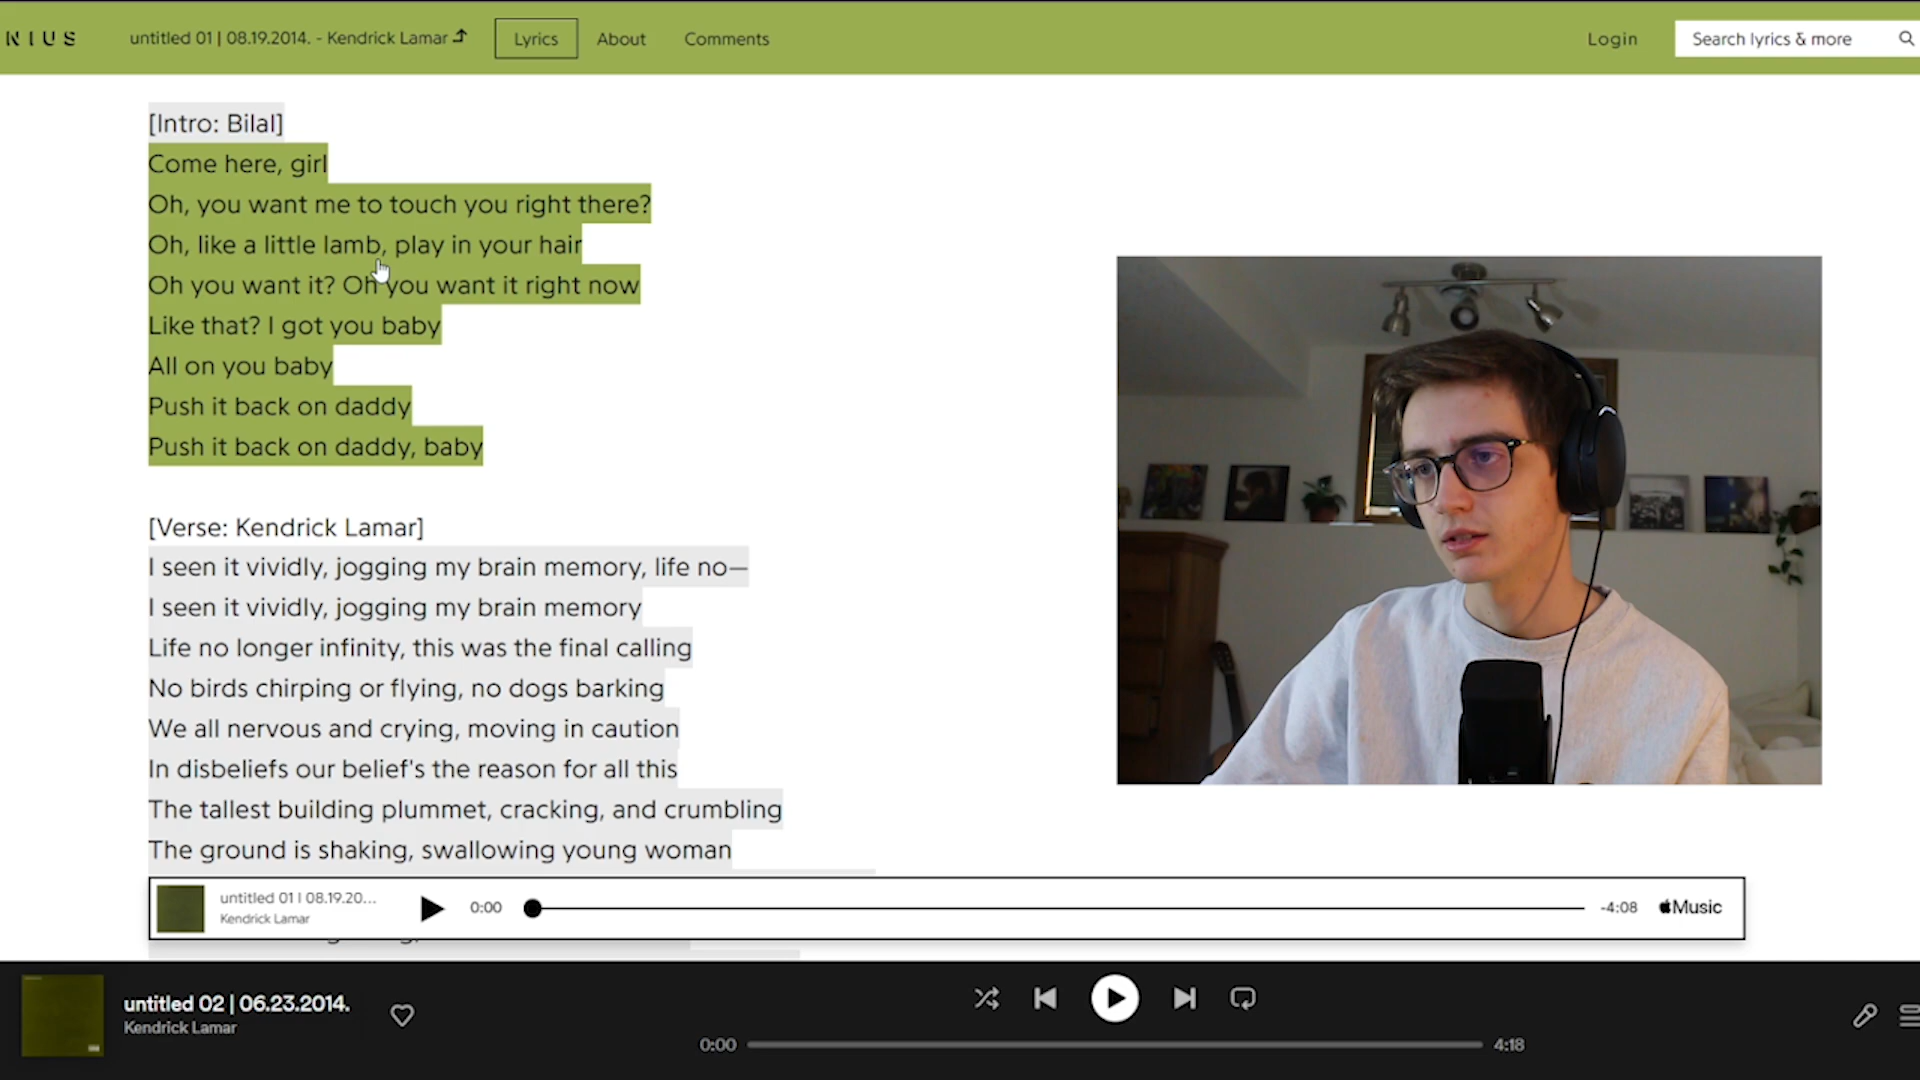 NIUS
untitled 01 | 08.19.2014. - Kendrick Lamar
Lyrics
About
Comments
Login
Search lyrics & more
[Intro: Bilal]
Come here, girl
Oh, you want me to touch you right there?
Oh, like a little lamb, play in your hair
Oh you want it? Oh you want it right now
Like that? I got you baby
All on you baby
Push it back on daddy
Push it back on daddy, baby
[Verse: Kendrick Lamar]
I seen it vividly, jogging my brain memory, life no—
I seen it vividly, jogging my brain memory
Life no longer infinity, this was the final calling
No birds chirping or flying, no dogs barking
We all nervous and crying, moving in caution
In disbeliefs our belief's the reason for all this
The tallest building plummet, cracking, and crumbling
The ground is shaking, swallowing young woman
untitled 01 | 08.19.20...
Kendrick Lamar
0:00
-4:08
Music
untitled 02 | 06.23.2014.
Kendrick Lamar
0:00
4:18